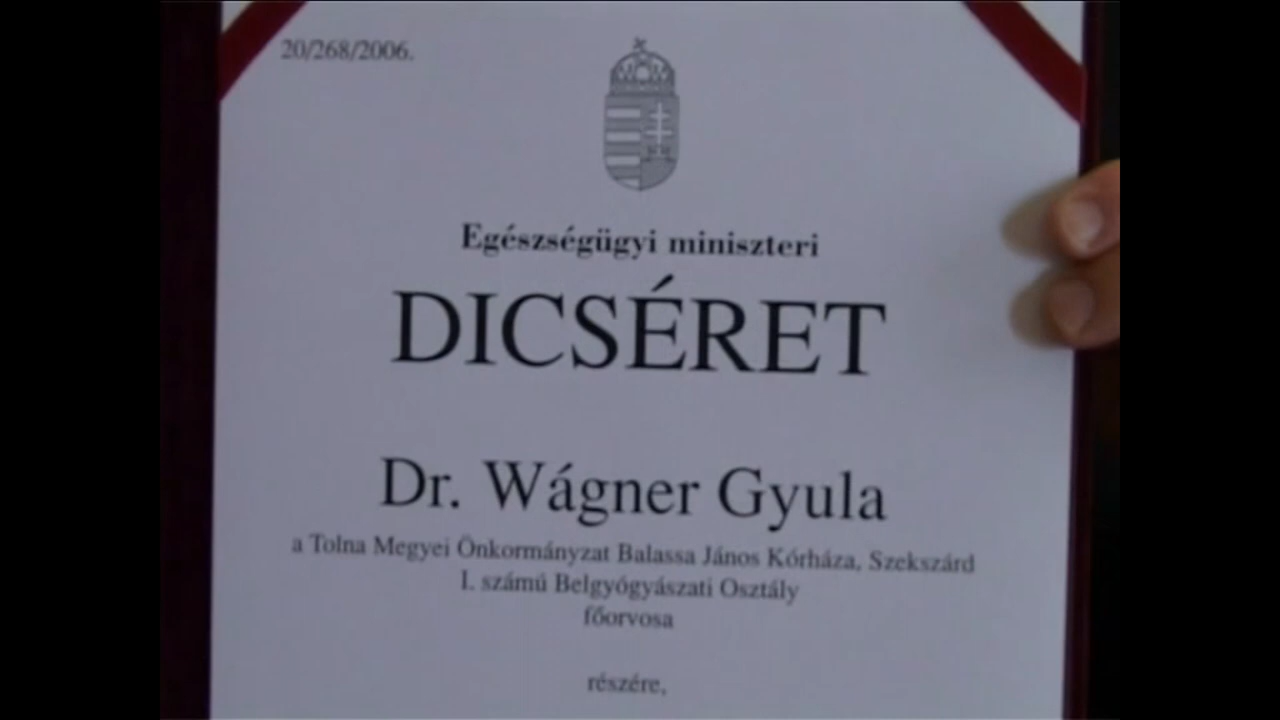 20/268/2006.
Egészségügyi miniszteri
DICSÉRET
Dr. Wágner Gyula
a Tolna Megyei Önkormányzat Balassa János Kórháza, Szekszárd
I. számú Belgyógyászati Osztály
főorvosa
részére,